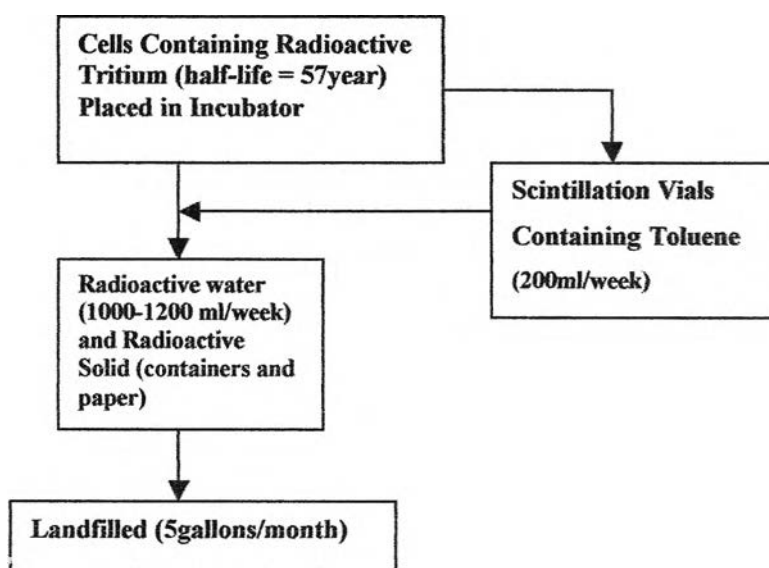 Cells Containing Radioactive
Tritium (half-life = 57year)
Placed in Incubator
Scintillation Vials
Containing Toluene
(200ml/week)
Radioactive water
(1000-1200 ml/week)
and Radioactive
Solid (containers and
paper)
Landfilled (5gallons/month)